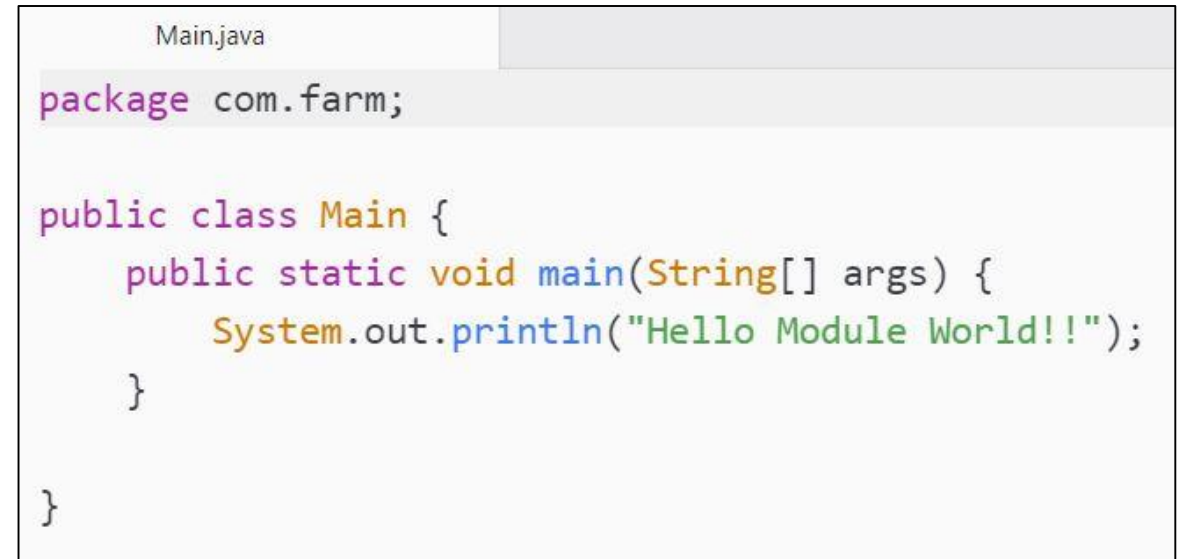 Main.java
package com.farm;
public class Main {
    public static void main(String[] args) {
        System.out.println("Hello Module World!!");
    }
}